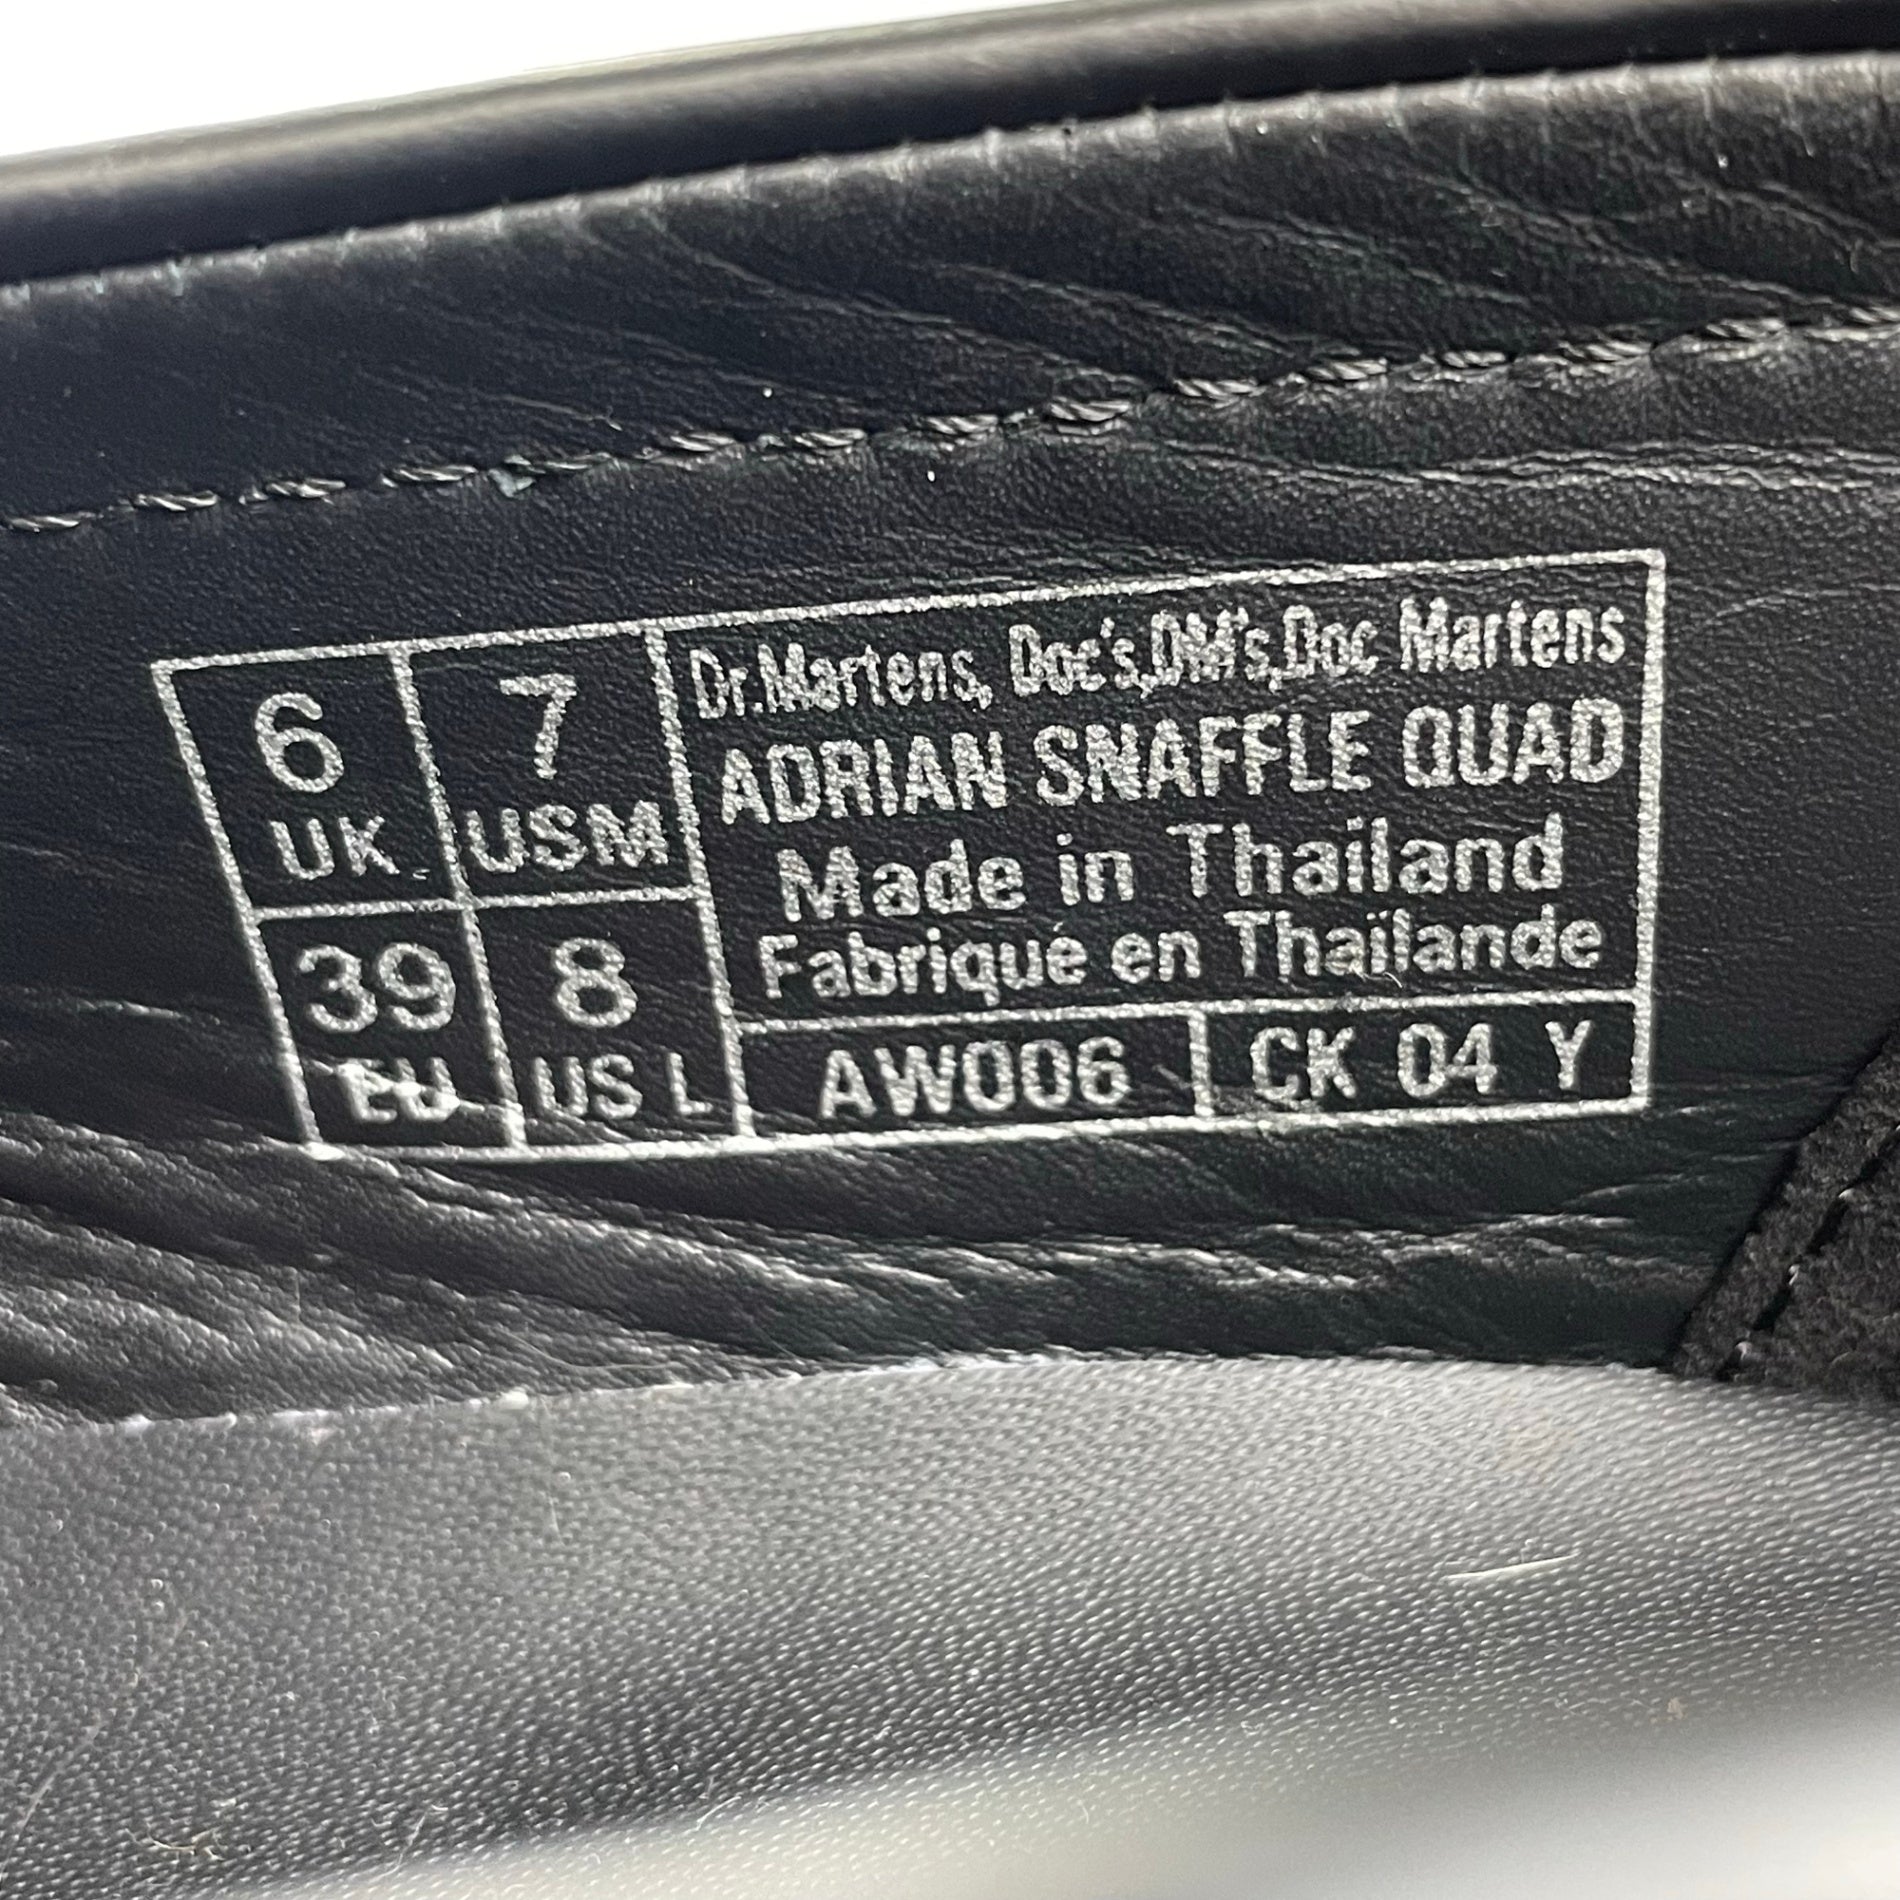 6
UK
7
USM
39
EU
8
US L
Dr.Martens, Doc's,DM's,Doc Martens
ADRIAN SNAFFLE QUAD
Made in Thailand
Fabriqué en Thaïlande
AW006
CK 04 Y